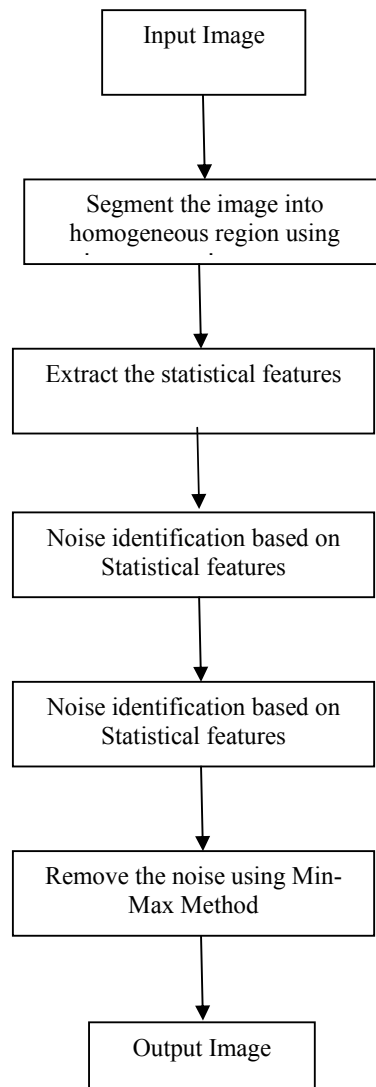 Input Image
Segment the image into
homogeneous region using
Extract the statistical features
Noise identification based on
Statistical features
Noise identification based on
Statistical features
Remove the noise using Min-
Max Method
Output Image